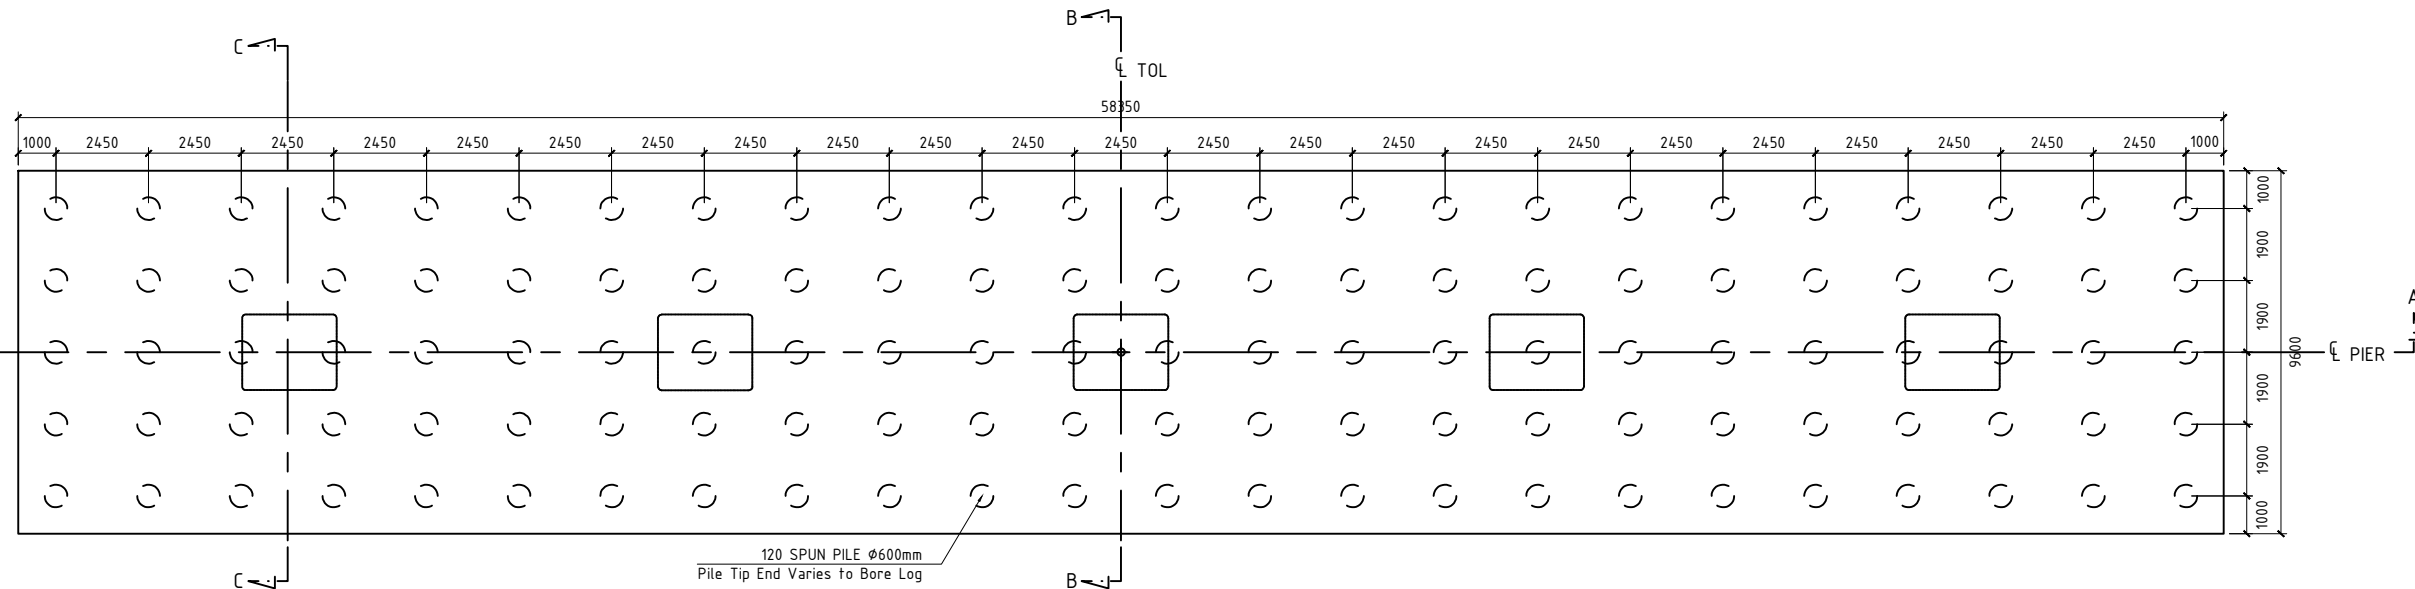 B
C
℄ TOL
58350
1000 2450 2450 2450 2450 2450 2450 2450 2450 2450 2450 2450 2450 2450 2450 2450 2450 2450 2450 2450 2450 2450 2450 2450 1000
1000
1900
1900
9600
℄ PIER
1900
1900
1000
120 SPUN PILE Ø600mm
Pile Tip End Varies to Bore Log
C
B